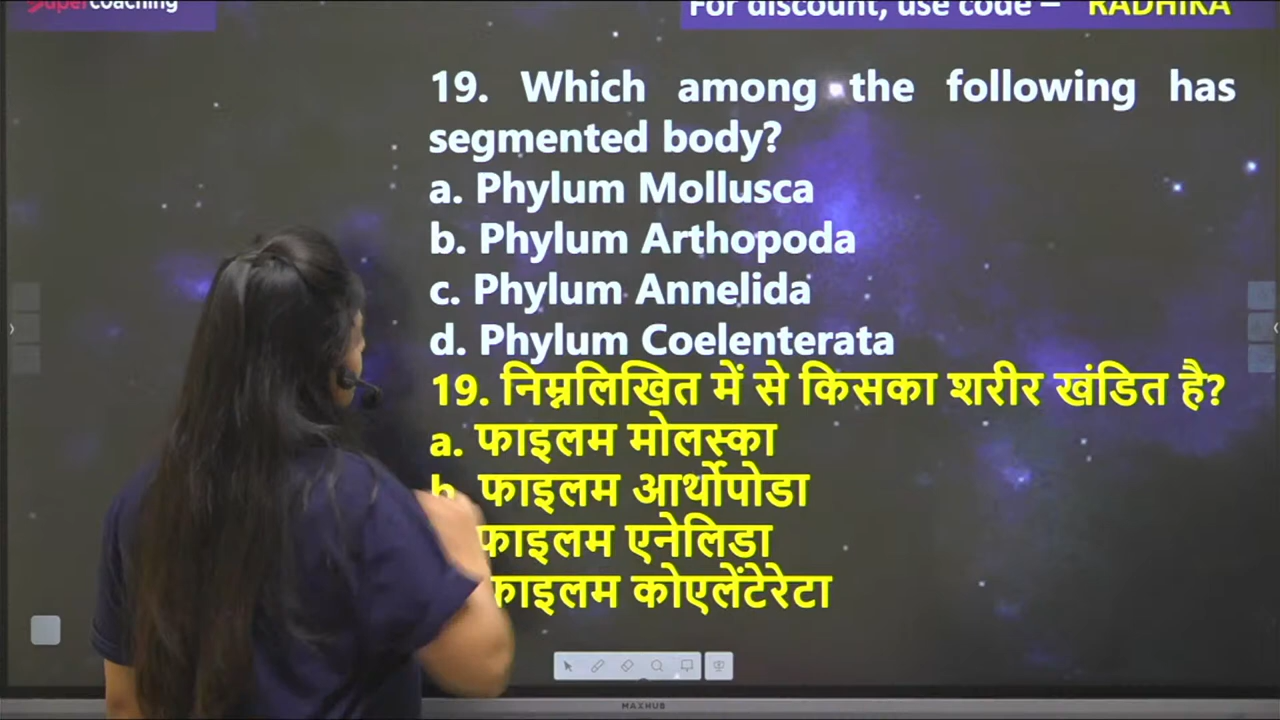 Supercoaching
For discount, use code – RADHIKA
19. Which among the following has
segmented body?
a. Phylum Mollusca
b. Phylum Arthopoda
c. Phylum Annelida
d. Phylum Coelenterata
19. निम्नलिखित में से किसका शरीर खंडित है?
a. फाइलम मोलस्का
b. फाइलम आर्थोपोडा
फाइलम एनेलिडा
फाइलम कोएलेंटेरेटा
MAXHUB